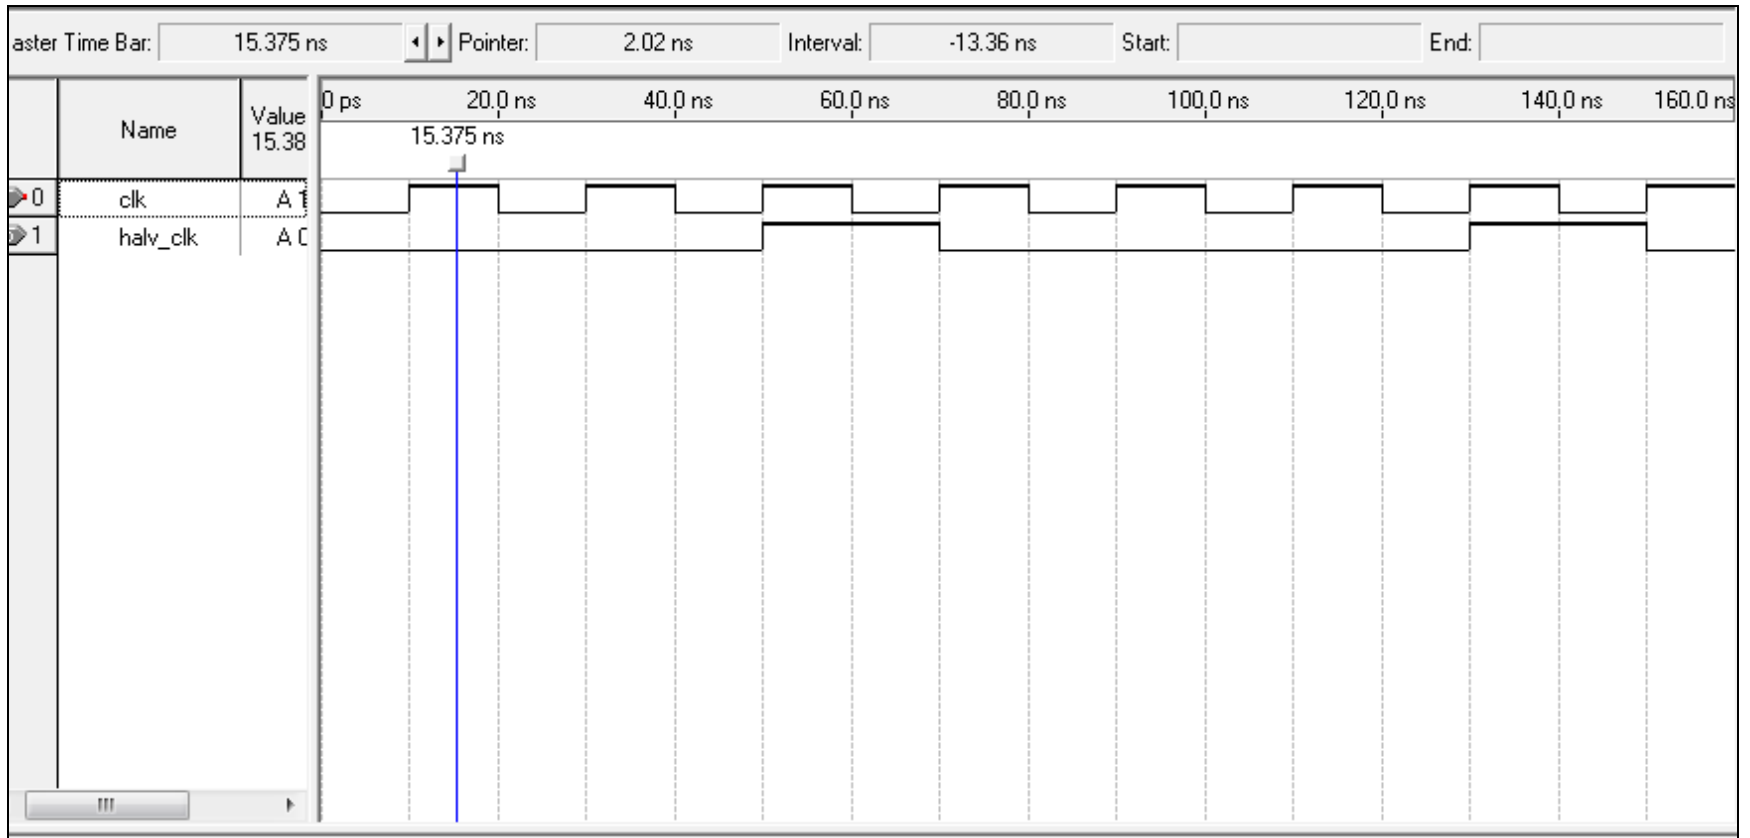 aster Time Bar: 15.375 ns Pointer: 2.02 ns Interval: -13.36 ns Start: End:
Name
Value
15.38
0 ps 20.0 ns 40.0 ns 60.0 ns 80.0 ns 100.0 ns 120.0 ns 140.0 ns 160.0 ns
15.375 ns
0 clk A 1
1 halv_clk A 0